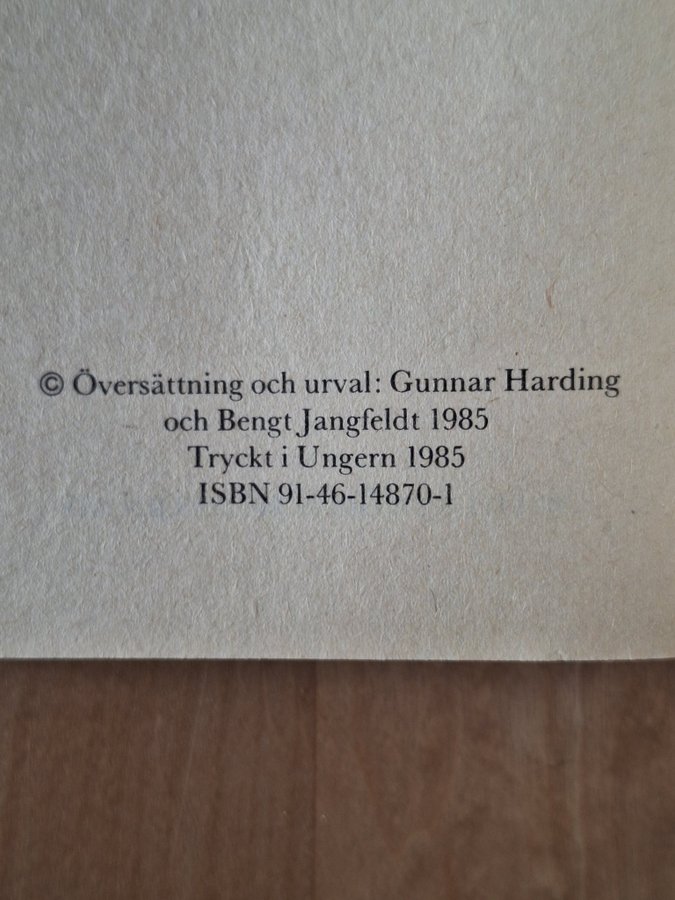 © Översättning och urval: Gunnar Harding
och Bengt Jangfeldt 1985
Tryckt i Ungern 1985
ISBN 91-46-14870-1